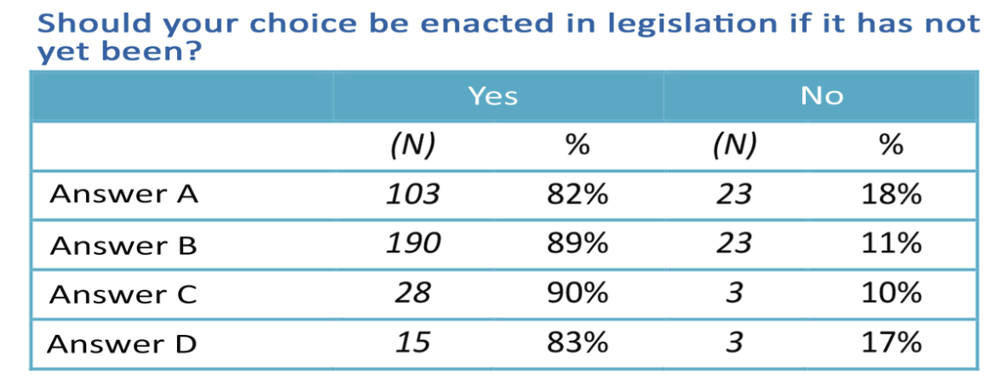 Should your choice be enacted in legislation if it has not
yet been?
Yes No
(N) % (N) %
Answer A 103 82% 23 18%
Answer B 190 89% 23 11%
Answer C 28 90% 3 10%
Answer D 15 83% 3 17%